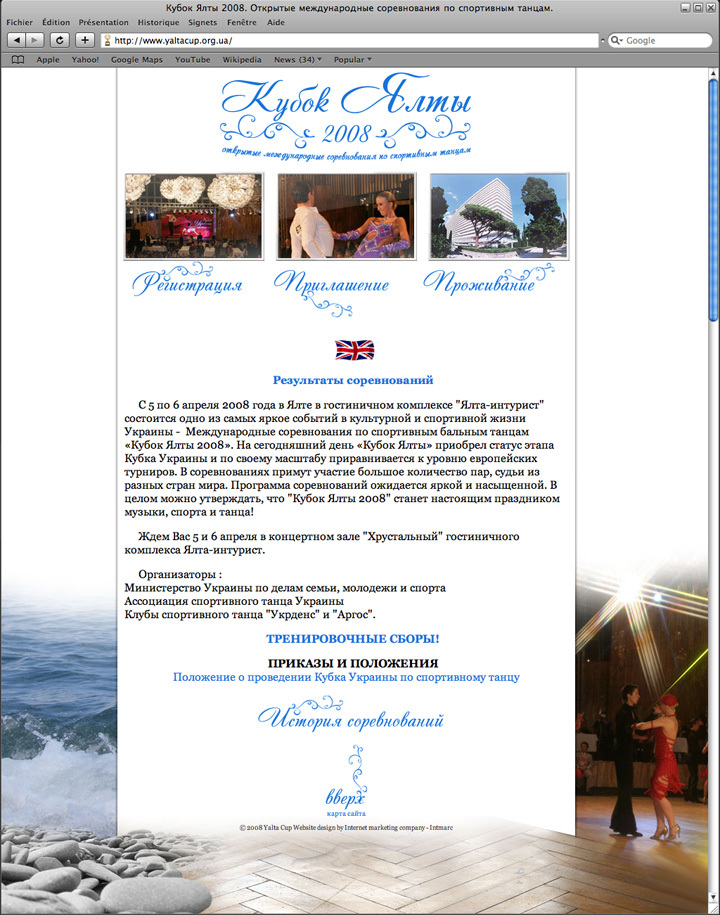 Кубок Ялты 2008. Открытые международные соревнования по спортивным танцам.
Fichier Édition Présentation Historique Signets Fenêtre Aide
http://www.yaltacup.org.ua/
Google
Apple Yahoo! Google Maps YouTube Wikipedia News (34) Popular
Кубок Ялты
2008
открытые международные соревнования по спортивным танцам
Регистрация Приглашение Проживание
Результаты соревнований
С 5 по 6 апреля 2008 года в Ялте в гостиничном комплексе "Ялта-интурист"
состоится одно из самых яркое событий в культурной и спортивной жизни
Украины - Международные соревнования по спортивным бальным танцам
«Кубок Ялты 2008». На сегодняшний день «Кубок Ялты» приобрел статус этапа
Кубка Украины и по своему масштабу приравнивается к уровню европейских
турниров. В соревнованиях примут участие большое количество пар, судьи из
разных стран мира. Программа соревнований ожидается яркой и насыщенной. В
целом можно утверждать, что "Кубок Ялты 2008" станет настоящим праздником
музыки, спорта и танца!
Ждем Вас 5 и 6 апреля в концертном зале "Хрустальный" гостиничного
комплекса Ялта-интурист.
Организаторы :
Министерство Украины по делам семьи, молодежи и спорта
Ассоциация спортивного танца Украины
Клубы спортивного танца "Укрденс" и "Аргос".
ТРЕНИРОВОЧНЫЕ СБОРЫ!
ПРИКАЗЫ И ПОЛОЖЕНИЯ
Положение о проведении Кубка Украины по спортивному танцу
История соревнований
вверх
карта сайта
© 2008 Yalta Cup Website design by Internet marketing company - Intmarc